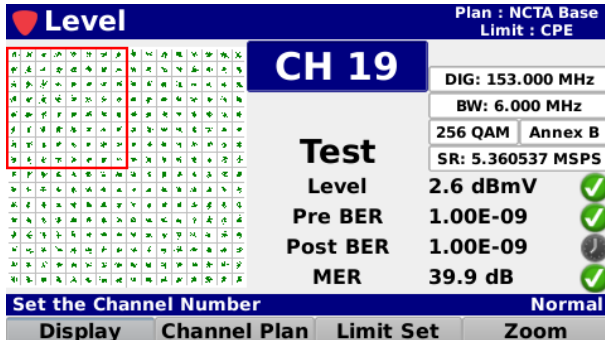 Level
Plan : NCTA Base
Limit : CPE
CH 19
DIG: 153.000 MHz
BW: 6.000 MHz
256 QAM Annex B
SR: 5.360537 MSPS
Test
Level 2.6 dBmV
Pre BER 1.00E-09
Post BER 1.00E-09
MER 39.9 dB
Set the Channel Number Normal
Display Channel Plan Limit Set Zoom